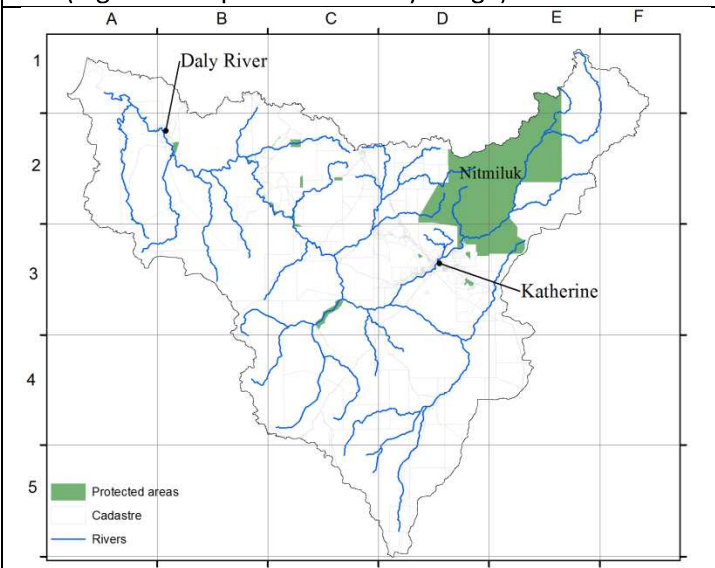 A B C D E F
1
Daly River
2
Nitmiluk
3
Katherine
4
5
Protected areas
Cadastre
Rivers